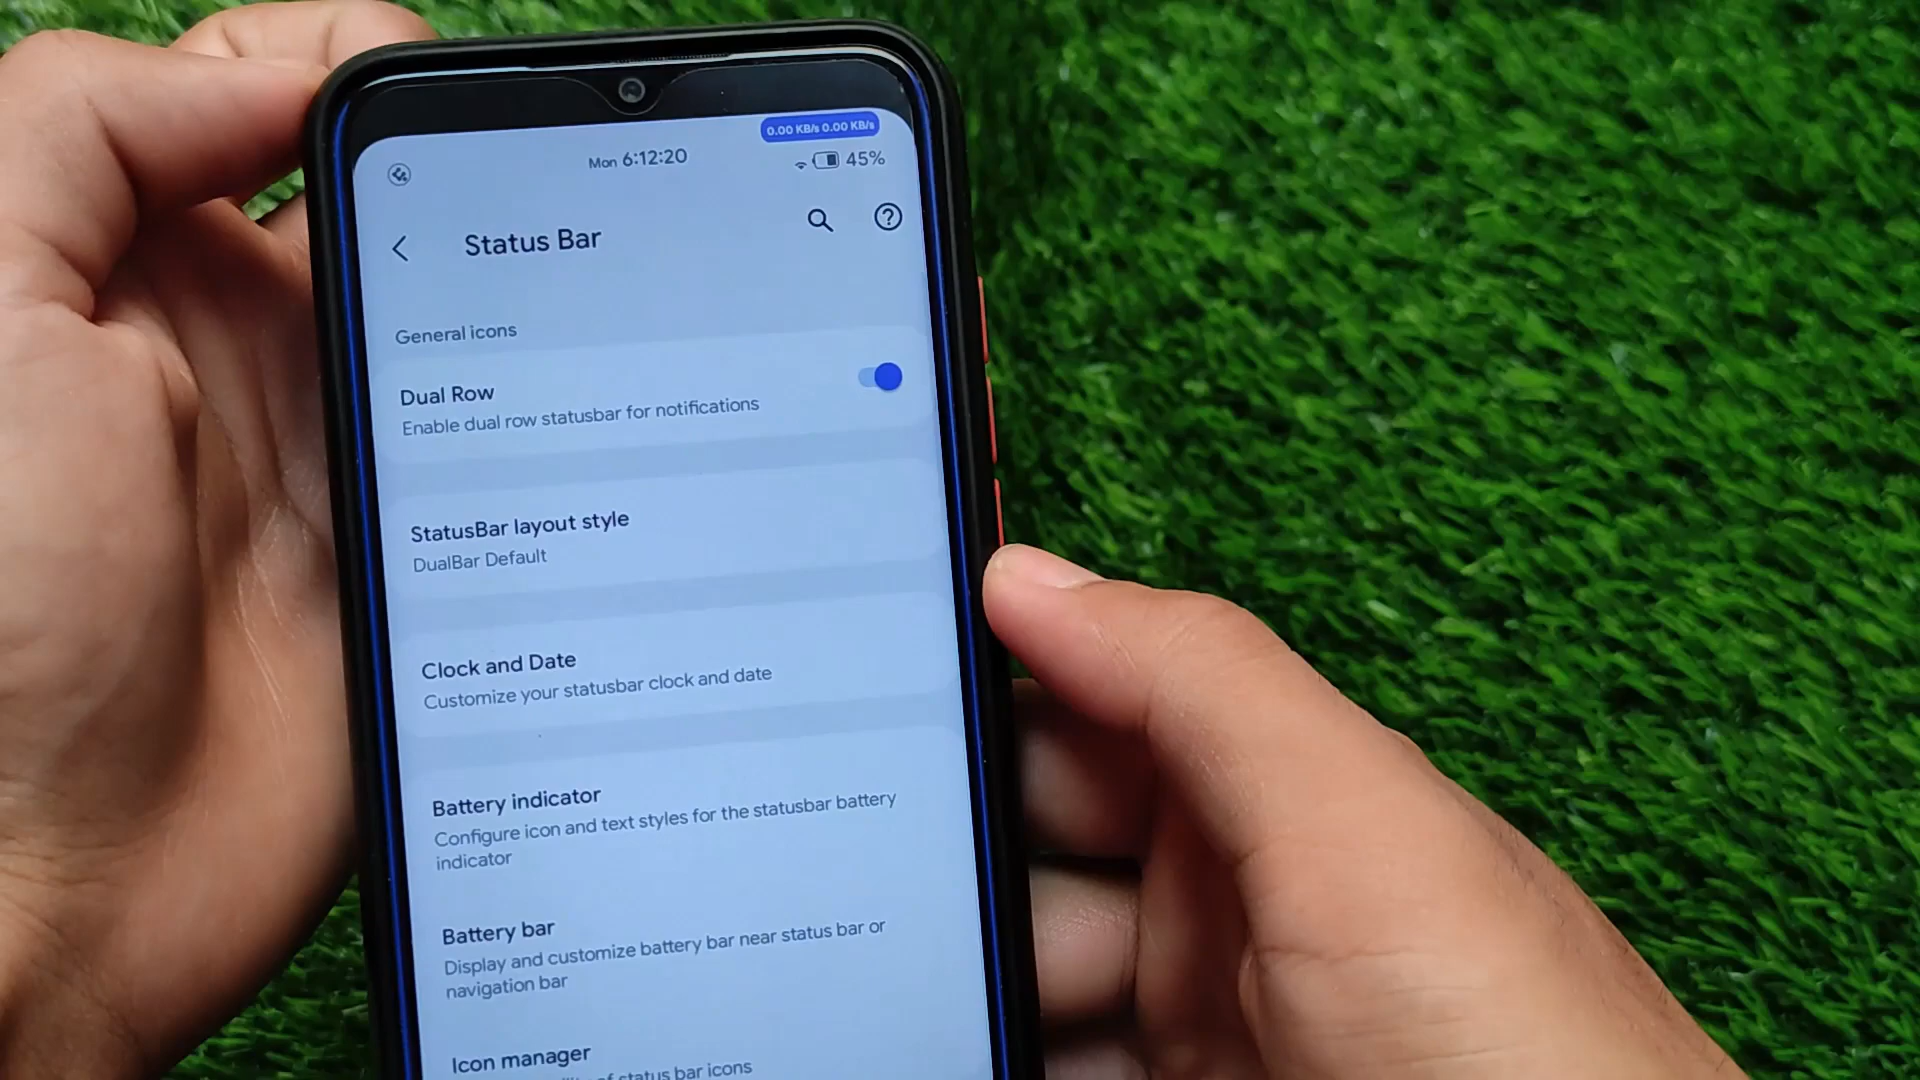 0.00 KB/s 0.00 KB/s
Mon 6:12:20
45%
Status Bar
General icons
Dual Row
Enable dual row statusbar for notifications
StatusBar layout style
DualBar Default
Clock and Date
Customize your statusbar clock and date
Battery indicator
Configure icon and text styles for the statusbar battery
indicator
Battery bar
Display and customize battery bar near status bar or
navigation bar
Icon manager
of status bar icons